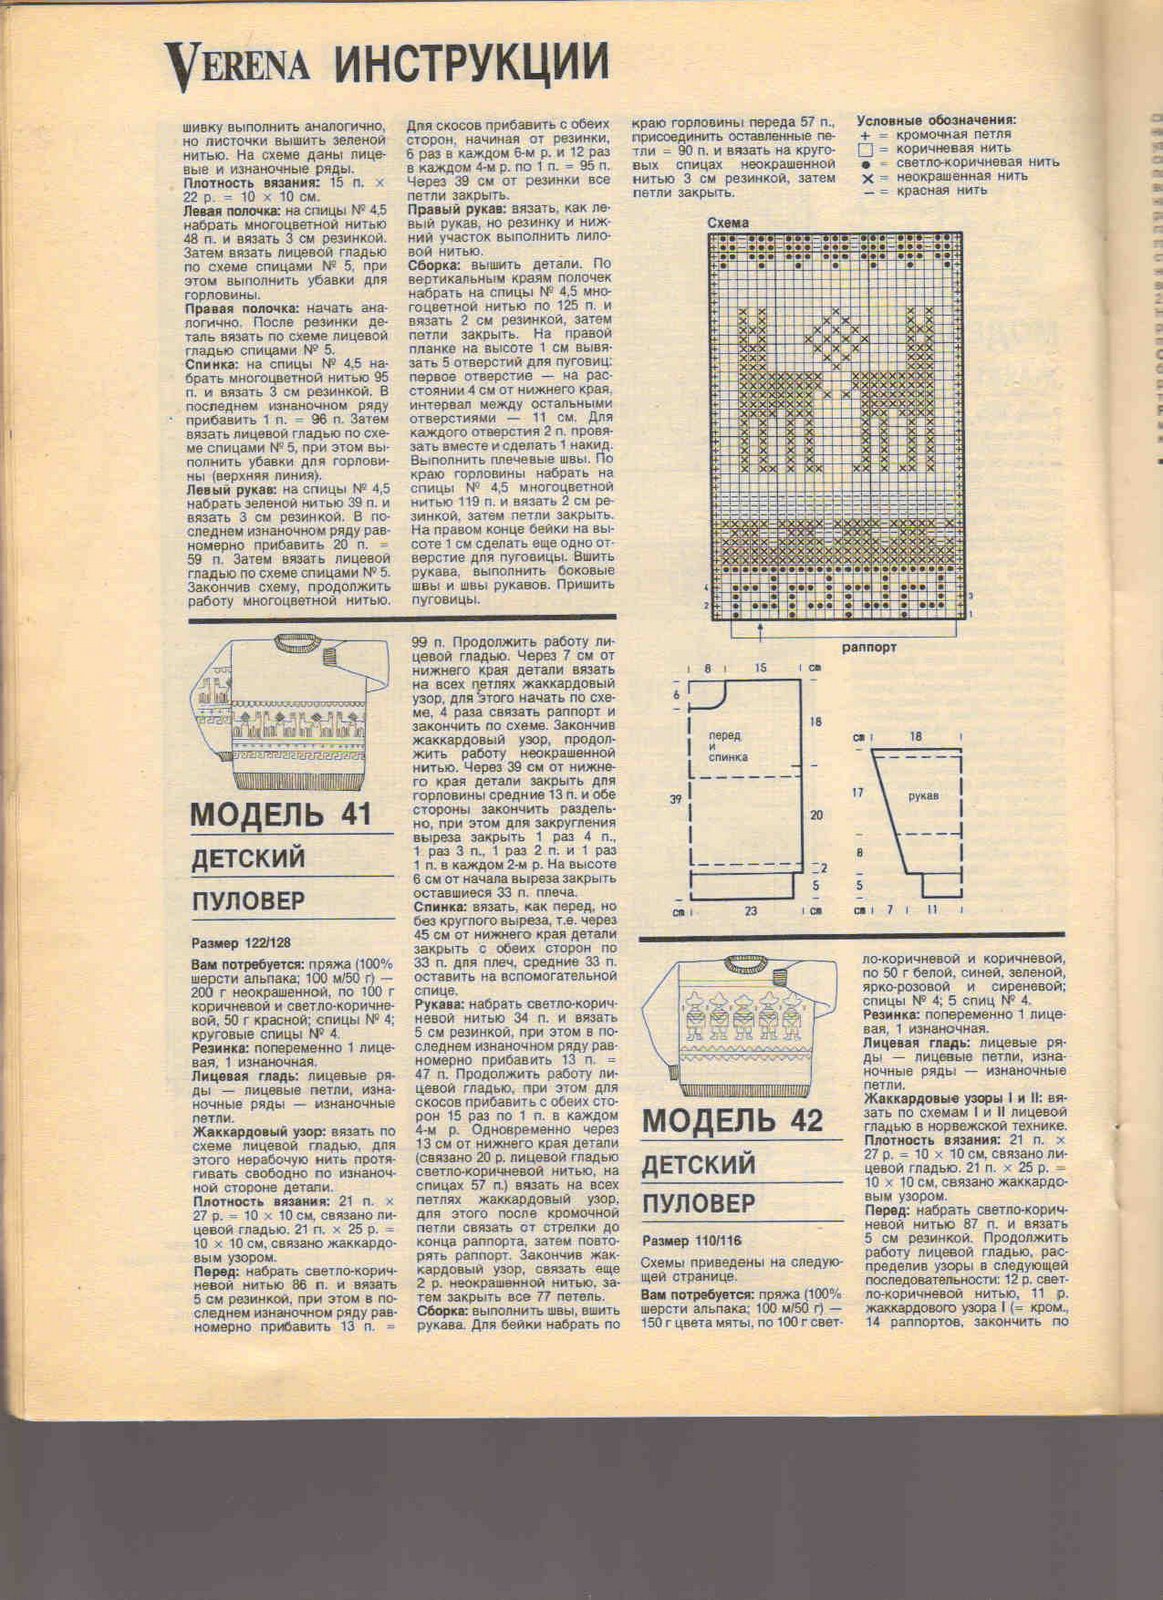 VERENA ИНСТРУКЦИИ
шивку выполнить аналогично,
но листочки вышить зеленой
нитью. На схеме даны лице-
вые и изнаночные ряды.
Плотность вязания: 15 п. ×
22 р. = 10 × 10 см.
Левая полочка: на спицы № 4,5
набрать многоцветной нитью
48 п. и вязать 3 см резинкой.
Затем вязать лицевой гладью
по схеме спицами № 5, при
этом выполнить убавки для
горловины.
Правая полочка: начать ана-
логично. После резинки де-
таль вязать по схеме лицевой
гладью спицами № 5.
Спинка: на спицы № 4,5 на-
брать многоцветной нитью 95
п. и вязать 3 см резинкой. В
последнем изнаночном ряду
прибавить 1 п. = 96 п. Затем
вязать лицевой гладью по схе-
ме спицами № 5, при этом вы-
полнить убавки для горлови-
ны (верхняя линия).
Левый рукав: на спицы № 4,5
набрать зеленой нитью 39 п. и
вязать 3 см резинкой. В по-
следнем изнаночном ряду рав-
номерно прибавить 20 п. =
59 п. Затем вязать лицевой
гладью по схеме спицами № 5.
Закончив схему, продолжить
работу многоцветной нитью.
Для скосов прибавить с обеих
сторон, начиная от резинки,
6 раз в каждом 6-м р. и 12 раз
в каждом 4-м р. по 1 п. = 95 п.
Через 39 см от резинки все
петли закрыть.
Правый рукав: вязать, как ле-
вый рукав, но резинку и ниж-
ний участок выполнить лило-
вой нитью.
Сборка: вышить детали. По
вертикальным краям полочек
набрать на спицы № 4,5 мно-
гоцветной нитью по 125 п. и
вязать 2 см резинкой, затем
петли закрыть. На правой
планке на высоте 1 см вывя-
зать 5 отверстий для пуговиц:
первое отверстие — на рас-
стоянии 4 см от нижнего края,
интервал между остальными
отверстиями — 11 см. Для
каждого отверстия 2 п. провя-
зать вместе и сделать 1 накид.
Выполнить плечевые швы. По
краю горловины набрать на
спицы № 4,5 многоцветной
нитью 119 п. и вязать 2 см ре-
зинкой, затем петли закрыть.
На правом конце бейки на вы-
соте 1 см сделать еще одно от-
верстие для пуговицы. Вшить
рукава, выполнить боковые
швы и швы рукавов. Пришить
пуговицы.
МОДЕЛЬ 41
ДЕТСКИЙ
ПУЛОВЕР
Размер 122/128
Вам потребуется: пряжа (100%
шерсти альпака; 100 м/50 г) —
200 г неокрашенной, по 100 г
коричневой и светло-коричне-
вой, 50 г красной; спицы № 4;
круговые спицы № 4.
Резинка: попеременно 1 лице-
вая, 1 изнаночная.
Лицевая гладь: лицевые ря-
ды — лицевые петли, изна-
ночные ряды — изнаночные
петли.
Жаккардовый узор: вязать по
схеме лицевой гладью, для
этого нерабочую нить протя-
гивать свободно по изнаноч-
ной стороне детали.
Плотность вязания: 21 п. ×
27 р. = 10 × 10 см, связано ли-
цевой гладью. 21 п. × 25 р. =
10 × 10 см, связано жаккардо-
вым узором.
Перед: набрать светло-корич-
невой нитью 86 п. и вязать
5 см резинкой, при этом в по-
следнем изнаночном ряду рав-
номерно прибавить 13 п. =
99 п. Продолжить работу ли-
цевой гладью. Через 7 см от
нижнего края детали вязать
на всех петлях жаккардовый
узор, для этого начать по схе-
ме, 4 раза связать раппорт и
закончить по схеме. Закончив
жаккардовый узор, продол-
жить работу неокрашенной
нитью. Через 39 см от нижне-
го края детали закрыть для
горловины средние 13 п. и обе
стороны закончить раздель-
но, при этом для закругления
выреза закрыть 1 раз 4 п.,
1 раз 3 п., 1 раз 2 п. и 1 раз
1 п. в каждом 2-м р. На высоте
6 см от начала выреза закрыть
оставшиеся 33 п. плеча.
Спинка: вязать, как перед, но
без круглого выреза, т.е. через
45 см от нижнего края детали
закрыть с обеих сторон по
33 п. для плеч, средние 33 п.
оставить на вспомогательной
спице.
Рукава: набрать светло-корич-
невой нитью 34 п. и вязать
5 см резинкой, при этом в по-
следнем изнаночном ряду рав-
номерно прибавить 13 п. =
47 п. Продолжить работу ли-
цевой гладью, при этом для
скосов прибавить с обеих сто-
рон 15 раз по 1 п. в каждом
4-м р. Одновременно через
13 см от нижнего края детали
(связано 20 р. лицевой гладью
светло-коричневой нитью, на
спицах 57 п.) вязать на всех
петлях жаккардовый узор,
для этого после кромочной
петли связать от стрелки до
конца раппорта, затем повто-
рять раппорт. Закончив жак-
кардовый узор, связать еще
2 р. неокрашенной нитью, за-
тем закрыть все 77 петель.
Сборка: выполнить швы, вшить
рукава. Для бейки набрать по
краю горловины переда 57 п.,
присоединить оставленные пе-
тли = 90 п. и вязать на круго-
вых спицах неокрашенной
нитью 3 см резинкой, затем
петли закрыть.
Условные обозначения:
+ = кромочная петля
□ = коричневая нить
● = светло-коричневая нить
× = неокрашенная нить
– = красная нить
Схема
4
2
3
1
раппорт
8 15 см
6
39
перед
и
спинка
18
20
2
5
см 23 см
см 18
17
8
5
рукав
см 7 11
МОДЕЛЬ 42
ДЕТСКИЙ
ПУЛОВЕР
Размер 110/116
Схемы приведены на следую-
щей странице.
Вам потребуется: пряжа (100%
шерсти альпака; 100 м/50 г) —
150 г цвета мяты, по 100 г свет-
ло-коричневой и коричневой,
по 50 г белой, синей, зеленой,
ярко-розовой и сиреневой;
спицы № 4; 5 спиц № 4.
Резинка: попеременно 1 лице-
вая, 1 изнаночная.
Лицевая гладь: лицевые ря-
ды — лицевые петли, изна-
ночные ряды — изнаночные
петли.
Жаккардовые узоры I и II: вя-
зать по схемам I и II лицевой
гладью в норвежской технике.
Плотность вязания: 21 п. ×
27 р. = 10 × 10 см, связано ли-
цевой гладью. 21 п. × 25 р. =
10 × 10 см, связано жаккардо-
вым узором.
Перед: набрать светло-корич-
невой нитью 87 п. и вязать
5 см резинкой. Продолжить
работу лицевой гладью, рас-
пределив узоры в следующей
последовательности: 12 р. свет-
ло-коричневой нитью, 11 р.
жаккардового узора I (= кром.,
14 раппортов, закончить по